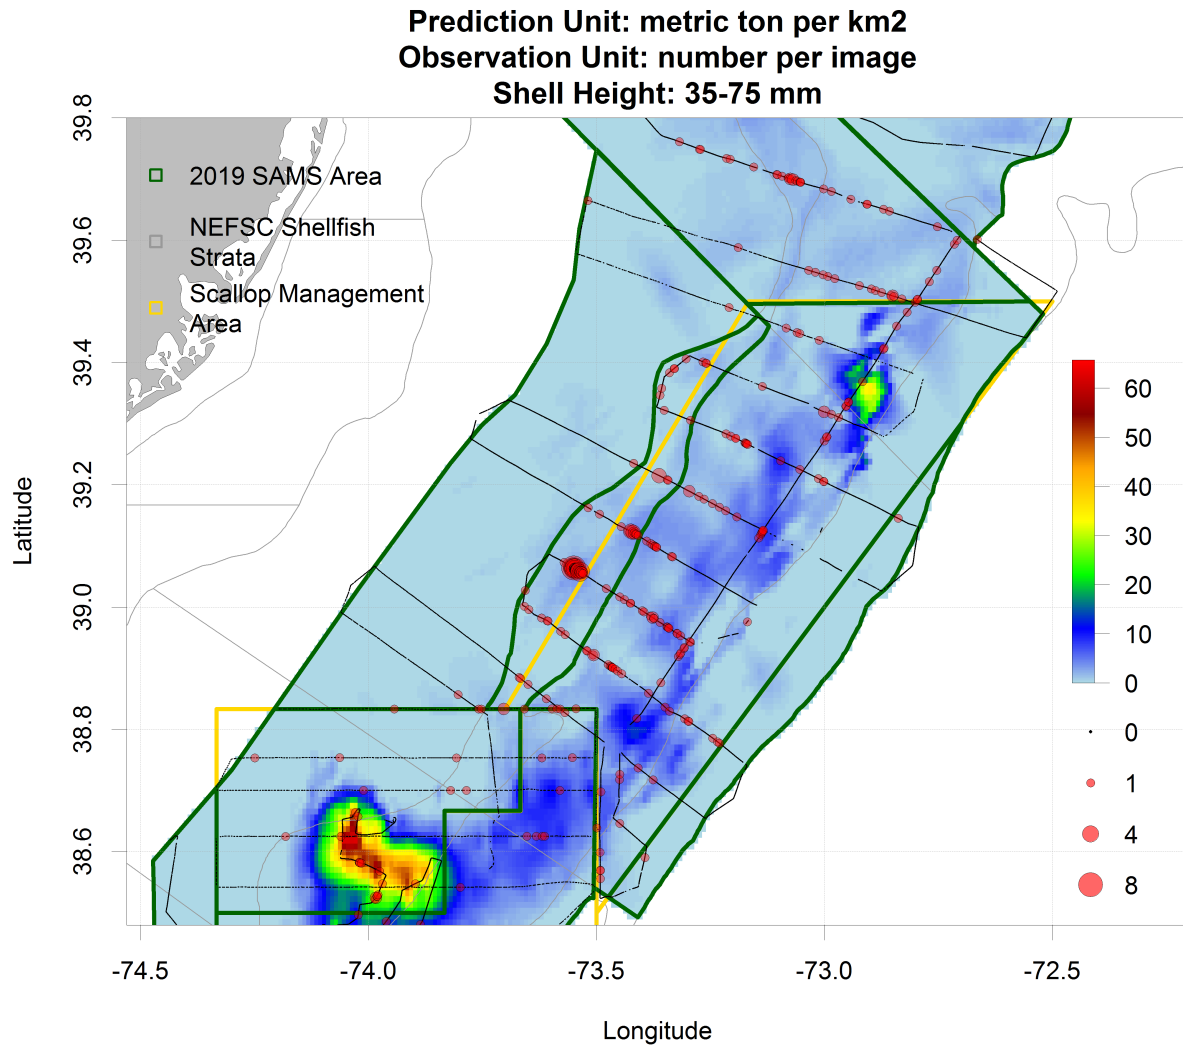 Prediction Unit: metric ton per km2
Observation Unit: number per image
Shell Height: 35-75 mm
39.8
39.6
39.4
39.2
39.0
38.8
38.6
Latitude
2019 SAMS Area
NEFSC Shellfish
Strata
Scallop Management
Area
60
50
40
30
20
10
0
0
1
4
8
-74.5
-74.0
-73.5
-73.0
-72.5
Longitude